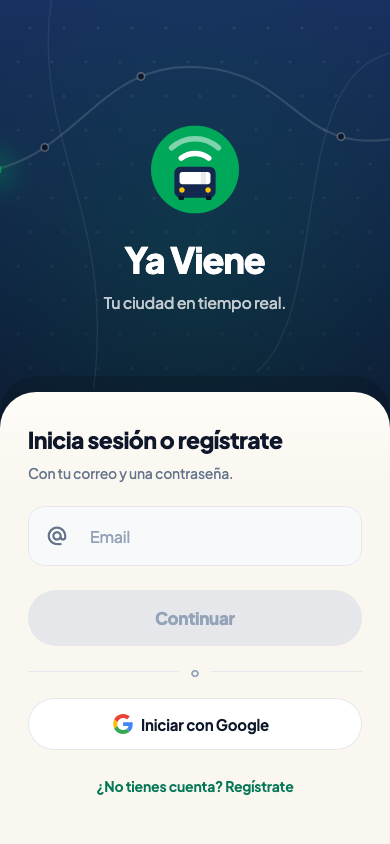 Ya Viene
Tu ciudad en tiempo real.
Inicia sesión o regístrate
Con tu correo y una contraseña.
@ Email
Continuar
o
Iniciar con Google
¿No tienes cuenta? Regístrate